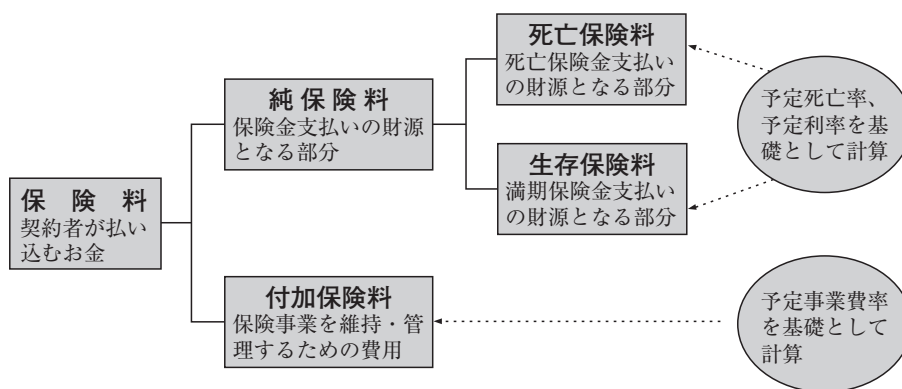 保険料
契約者が払い
込むお金
純保険料
保険金支払いの財源
となる部分
付加保険料
保険事業を維持・管
理するための費用
死亡保険料
死亡保険金支払い
の財源となる部分
生存保険料
満期保険金支払い
の財源となる部分
予定死亡率、
予定利率を基
礎として計算
予定事業費率
を基礎として
計算